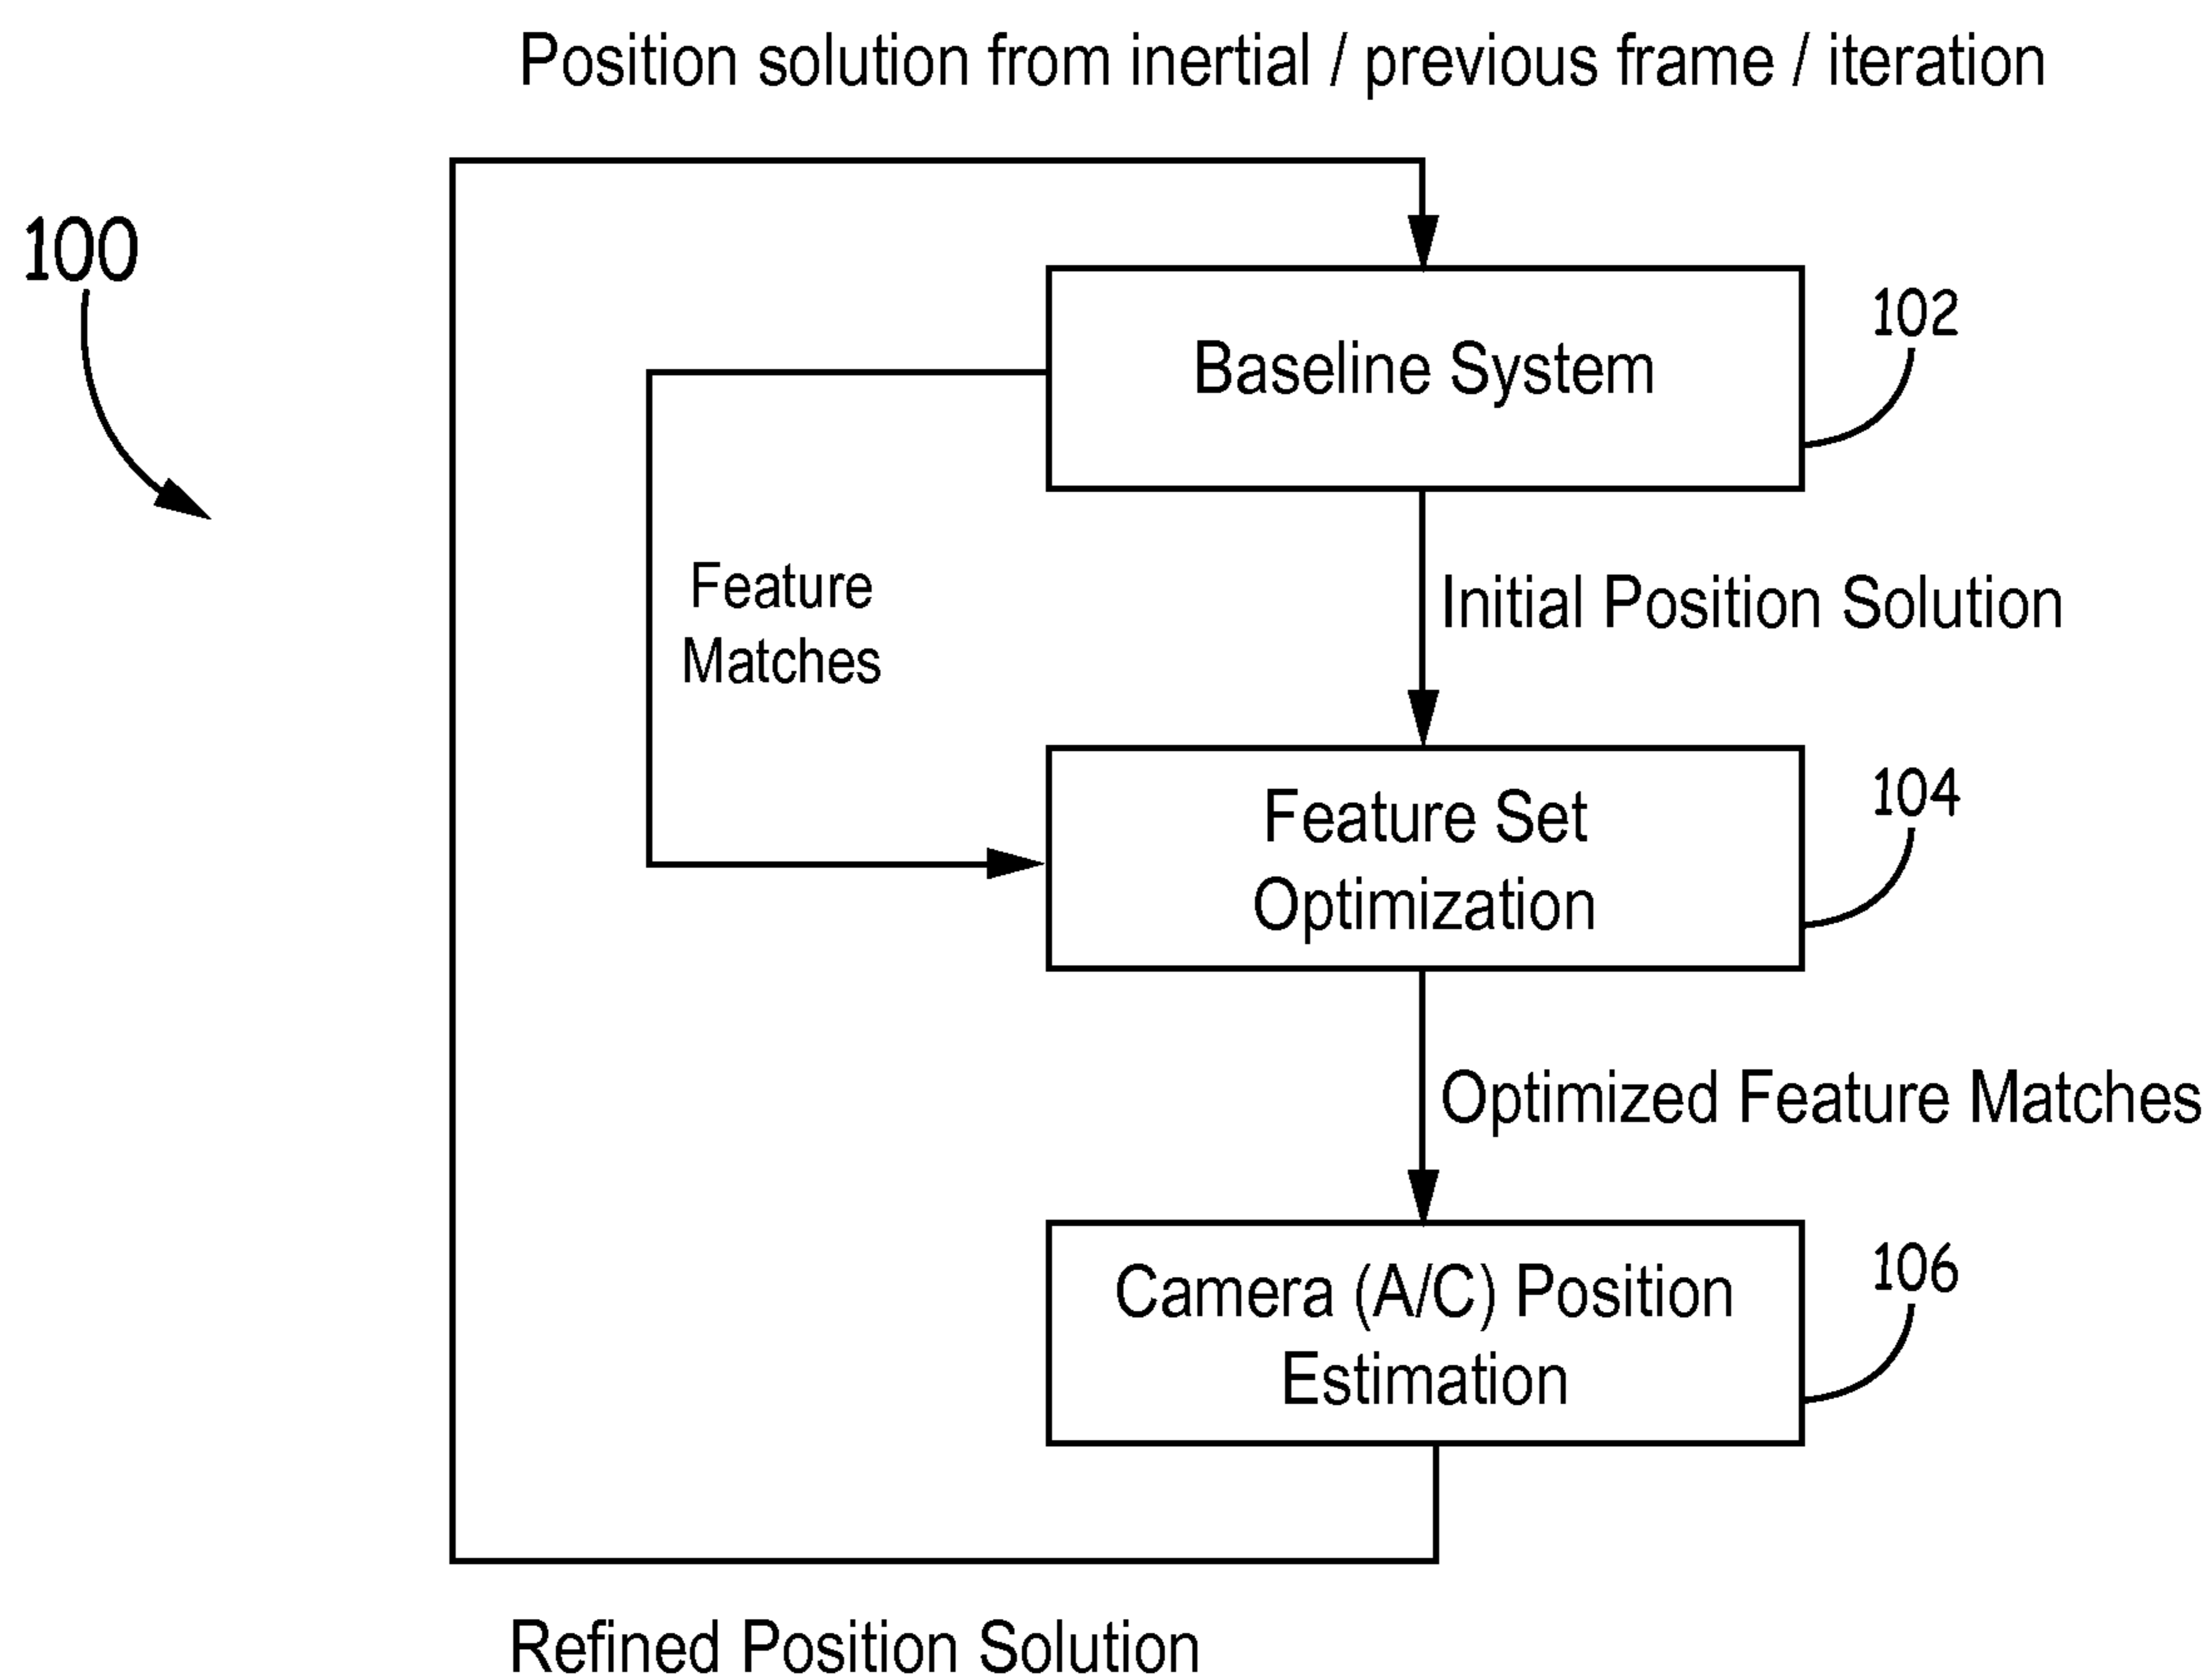 Position solution from inertial / previous frame / iteration
100
Baseline System
102
Feature
Matches
Initial Position Solution
Feature Set
Optimization
104
Optimized Feature Matches
Camera (A/C) Position
Estimation
106
Refined Position Solution